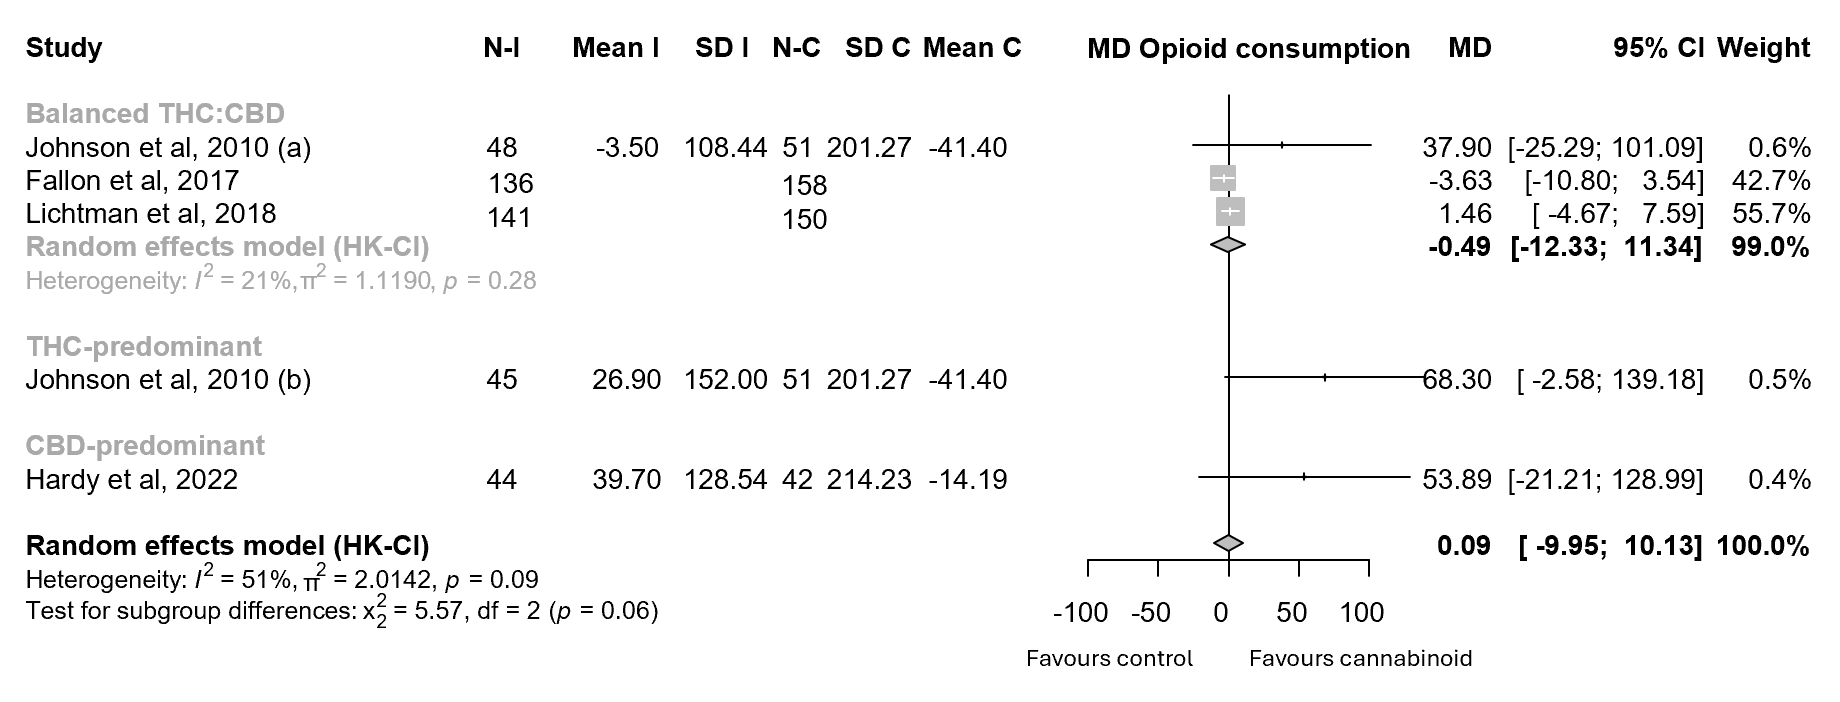 Study N-I Mean I SD I N-C SD C Mean C MD Opioid consumption MD 95% CI Weight
Balanced THC:CBD
Johnson et al, 2010 (a) 48 -3.50 108.44 51 201.27 -41.40 37.90 [-25.29; 101.09] 0.6%
Fallon et al, 2017 136 158 -3.63 [-10.80; 3.54] 42.7%
Lichtman et al, 2018 141 150 1.46 [ -4.67; 7.59] 55.7%
Random effects model (HK-CI) -0.49 [-12.33; 11.34] 99.0%
Heterogeneity: I² = 21%, π² = 1.1190, p = 0.28
THC-predominant
Johnson et al, 2010 (b) 45 26.90 152.00 51 201.27 -41.40 68.30 [ -2.58; 139.18] 0.5%
CBD-predominant
Hardy et al, 2022 44 39.70 128.54 42 214.23 -14.19 53.89 [-21.21; 128.99] 0.4%
Random effects model (HK-CI) 0.09 [ -9.95; 10.13] 100.0%
Heterogeneity: I² = 51%, π² = 2.0142, p = 0.09
Test for subgroup differences: x²₂ = 5.57, df = 2 (p = 0.06)
-100 -50 0 50 100
Favours control Favours cannabinoid